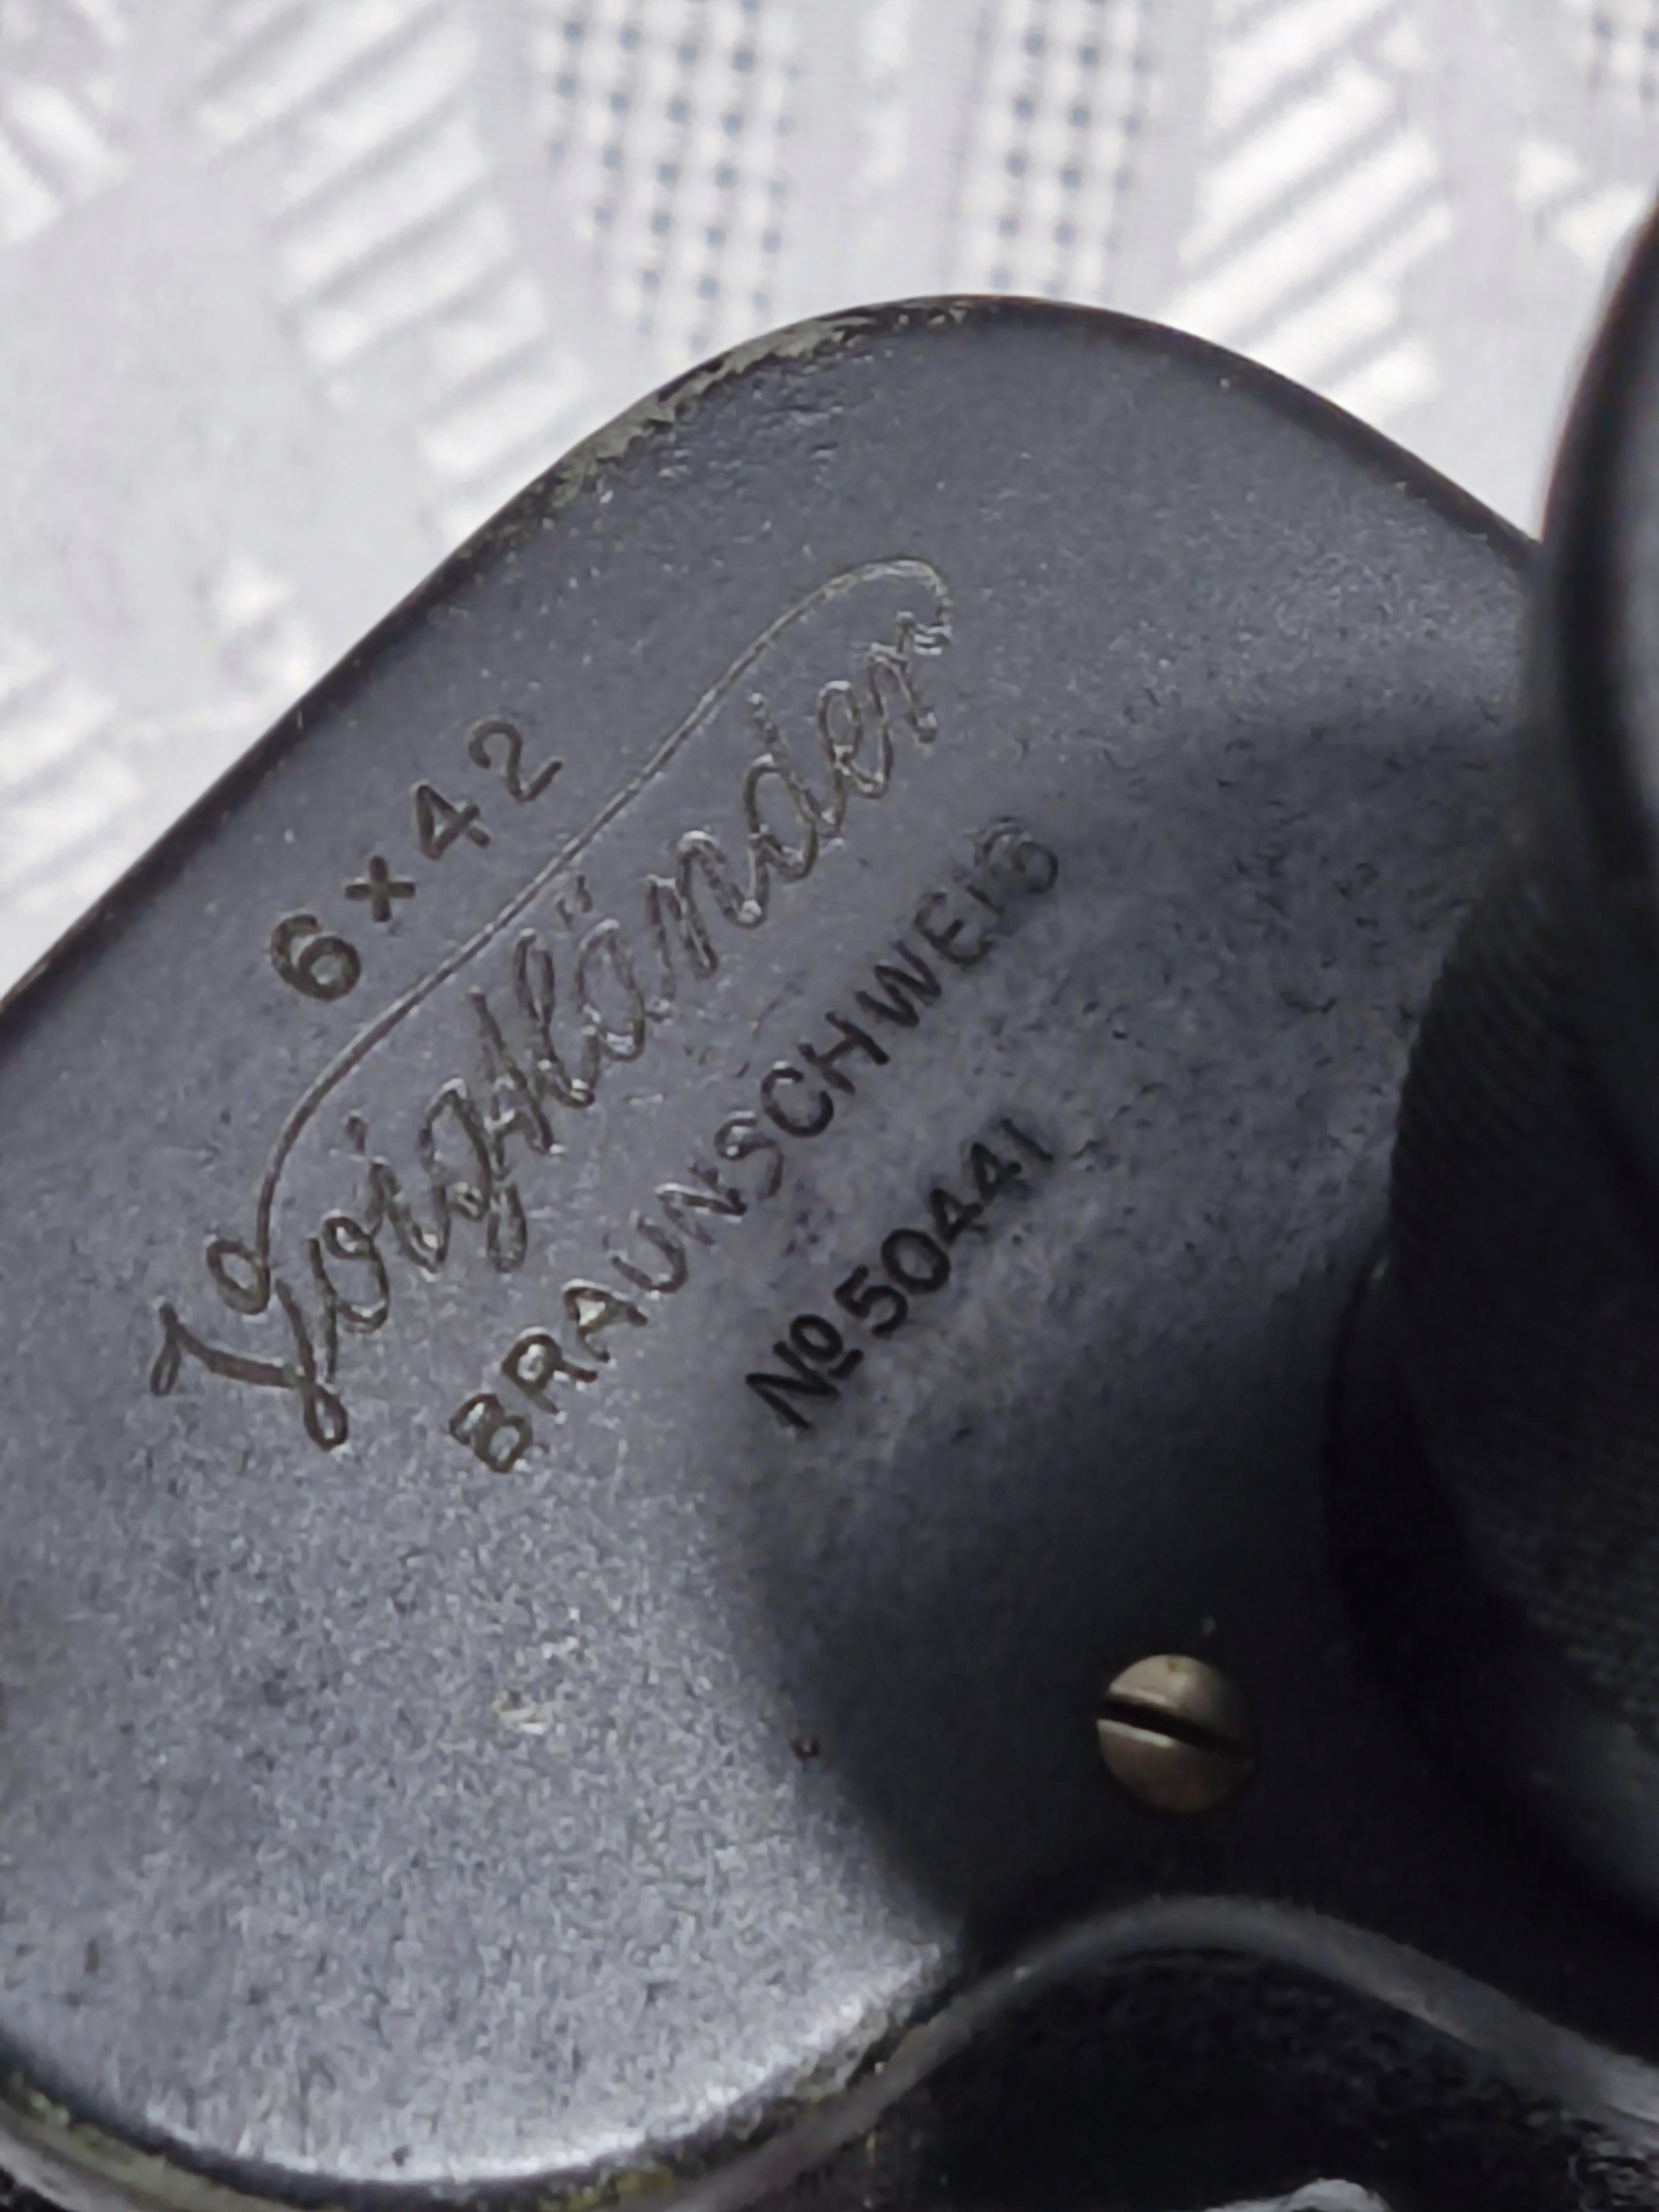 6×42
Voigtländer
BRAUNSCHWEIG
№ 50441